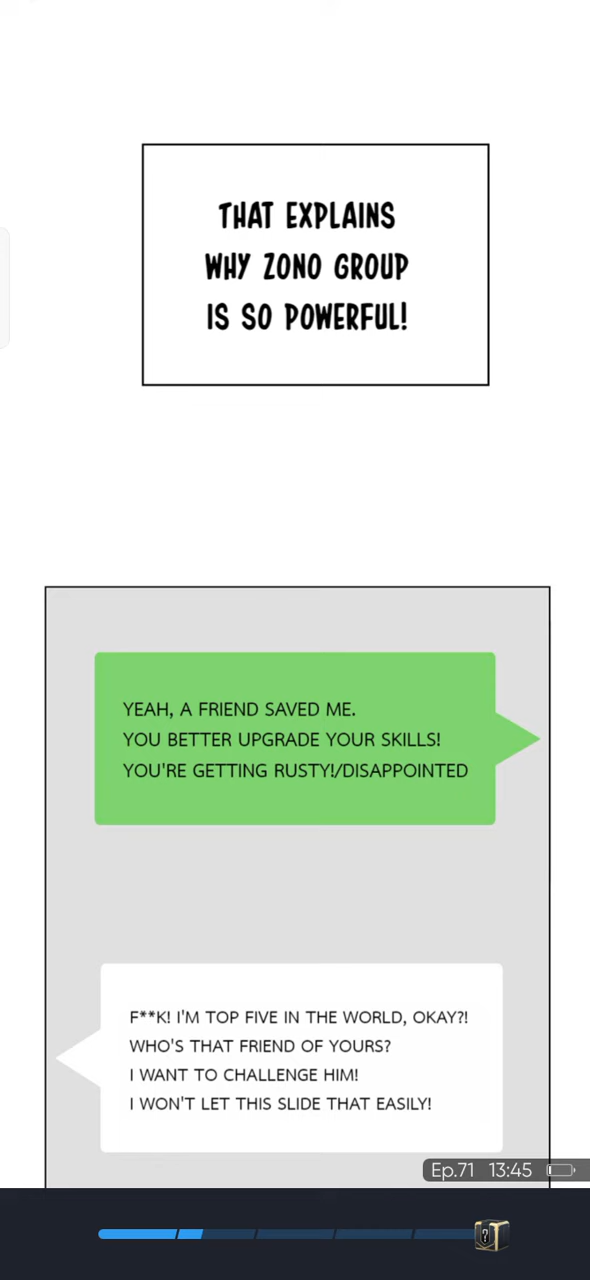 THAT EXPLAINS
WHY ZONO GROUP
IS SO POWERFUL!
YEAH, A FRIEND SAVED ME.
YOU BETTER UPGRADE YOUR SKILLS!
YOU'RE GETTING RUSTY!/DISAPPOINTED
F**K! I'M TOP FIVE IN THE WORLD, OKAY?!
WHO'S THAT FRIEND OF YOURS?
I WANT TO CHALLENGE HIM!
I WON'T LET THIS SLIDE THAT EASILY!
Ep.71 13:45
?